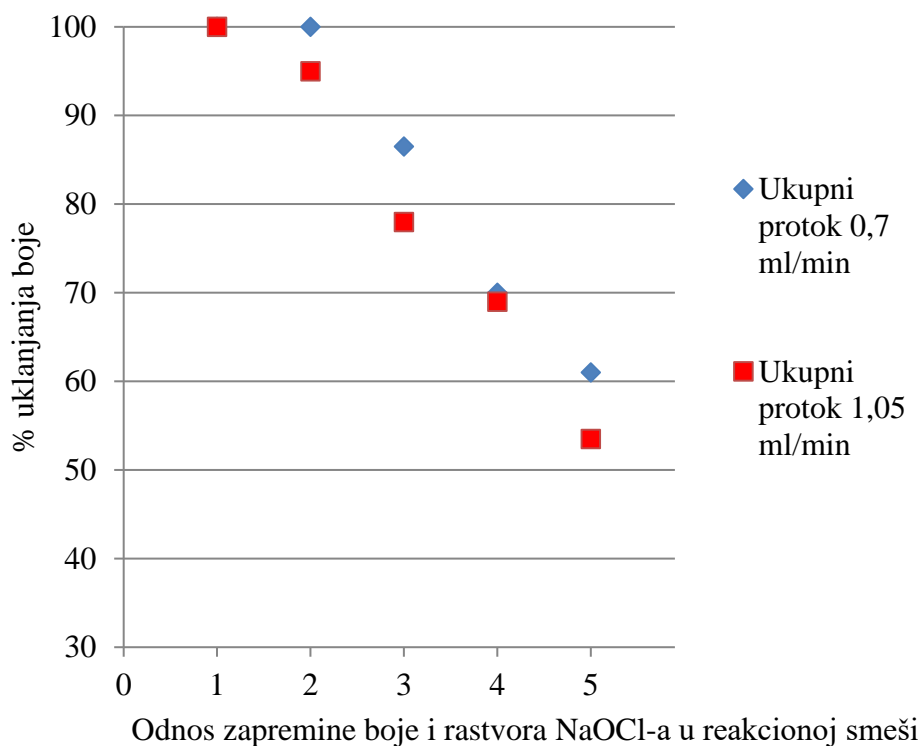 100
90
80
70
60
50
40
30
% uklanjanja boje
0 1 2 3 4 5
Odnos zapremine boje i rastvora NaOCl-a u reakcionoj smeši
Ukupni
protok 0,7
ml/min
Ukupni
protok 1,05
ml/min